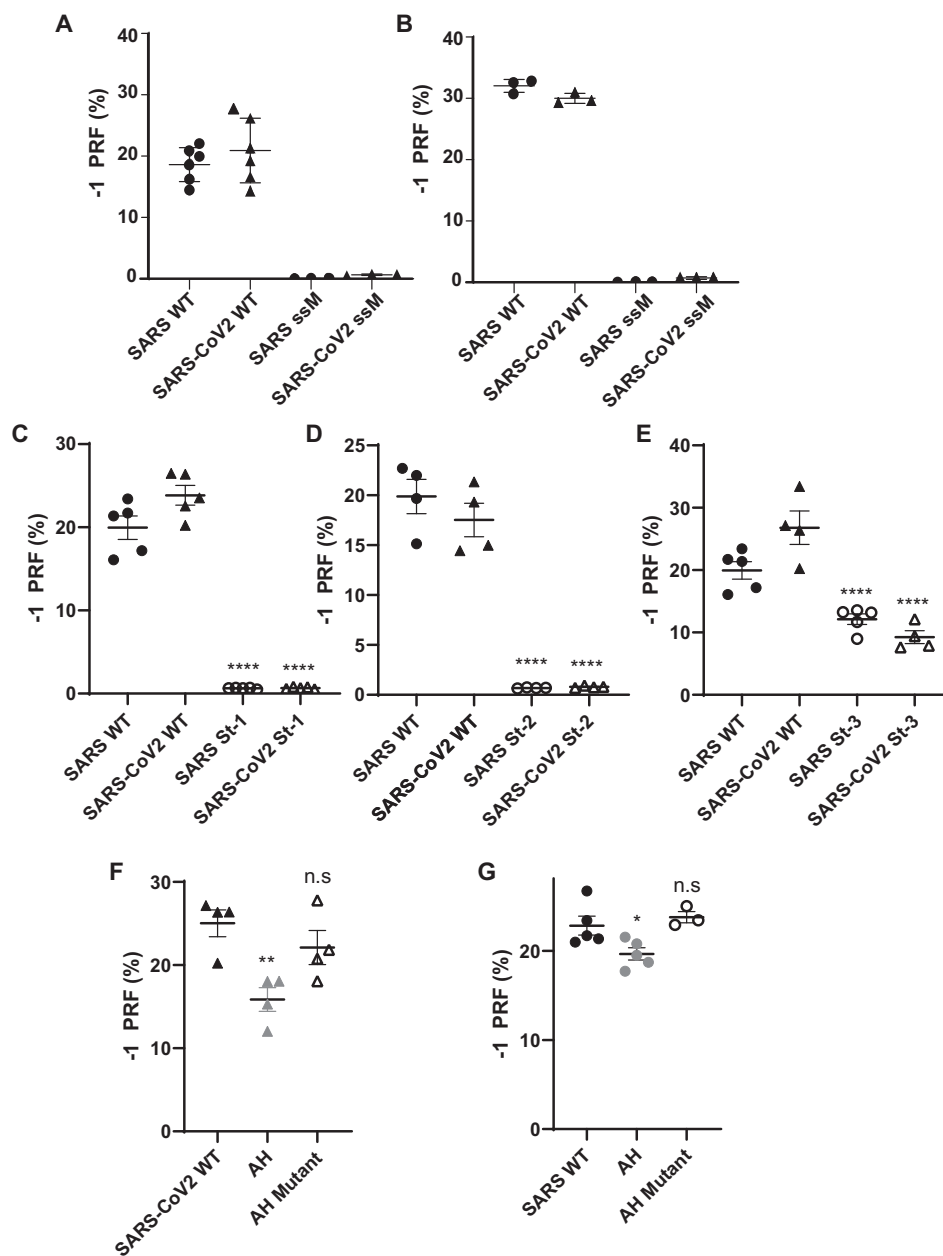 A
-1 PRF (%)
40
30
20
10
0
SARS WT
SARS-CoV2 WT
SARS ssM
SARS-CoV2 ssM
B
-1 PRF (%)
40
30
20
10
0
SARS WT
SARS-CoV2 WT
SARS ssM
SARS-CoV2 ssM
C
-1 PRF (%)
30
20
10
0
****
****
SARS WT
SARS-CoV2 WT
SARS St-1
SARS-CoV2 St-1
D
-1 PRF (%)
25
20
15
10
5
0
****
****
SARS WT
SARS-CoV2 WT
SARS St-2
SARS-CoV2 St-2
E
-1 PRF (%)
40
30
20
10
0
****
****
SARS WT
SARS-CoV2 WT
SARS St-3
SARS-CoV2 St-3
F
-1 PRF (%)
30
20
10
0
**
n.s
SARS-CoV2 WT
AH
AH Mutant
G
-1 PRF (%)
20
10
0
*
n.s
SARS WT
AH
AH Mutant